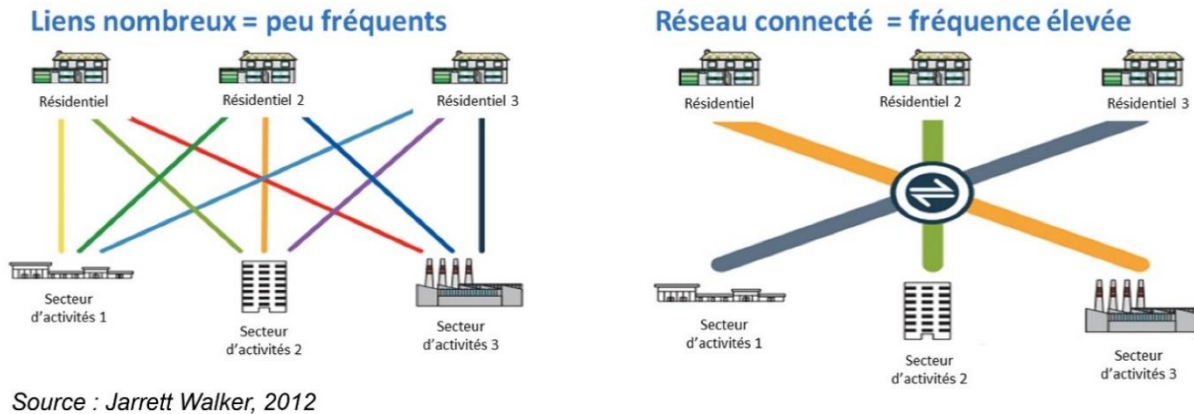 Liens nombreux = peu fréquents
Résidentiel
Résidentiel 2
Résidentiel 3
Secteur
d'activités 1
Secteur
d'activités 2
Secteur
d'activités 3
Réseau connecté = fréquence élevée
Résidentiel
Résidentiel 2
Résidentiel 3
Secteur
d'activités 1
Secteur
d'activités 2
Secteur
d'activités 3
Source : Jarrett Walker, 2012